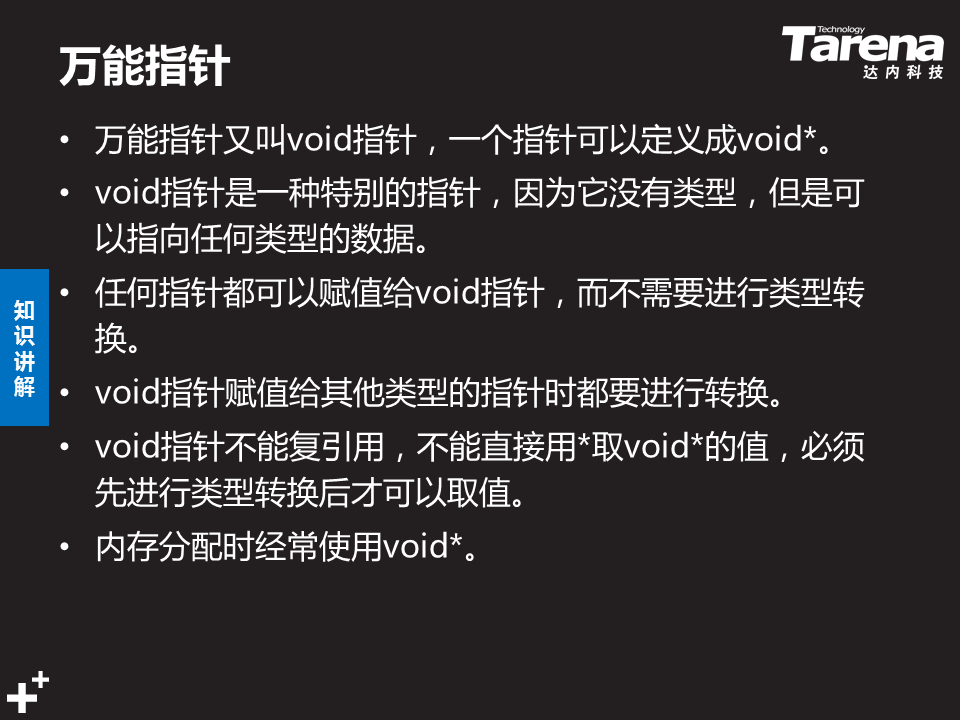 万能指针
Technology
Tarena
达内科技
• 万能指针又叫void指针，一个指针可以定义成void*。
• void指针是一种特别的指针，因为它没有类型，但是可
以指向任何类型的数据。
• 任何指针都可以赋值给void指针，而不需要进行类型转
换。
• void指针赋值给其他类型的指针时都要进行转换。
• void指针不能复引用，不能直接用*取void*的值，必须
先进行类型转换后才可以取值。
• 内存分配时经常使用void*。
知
识
讲
解